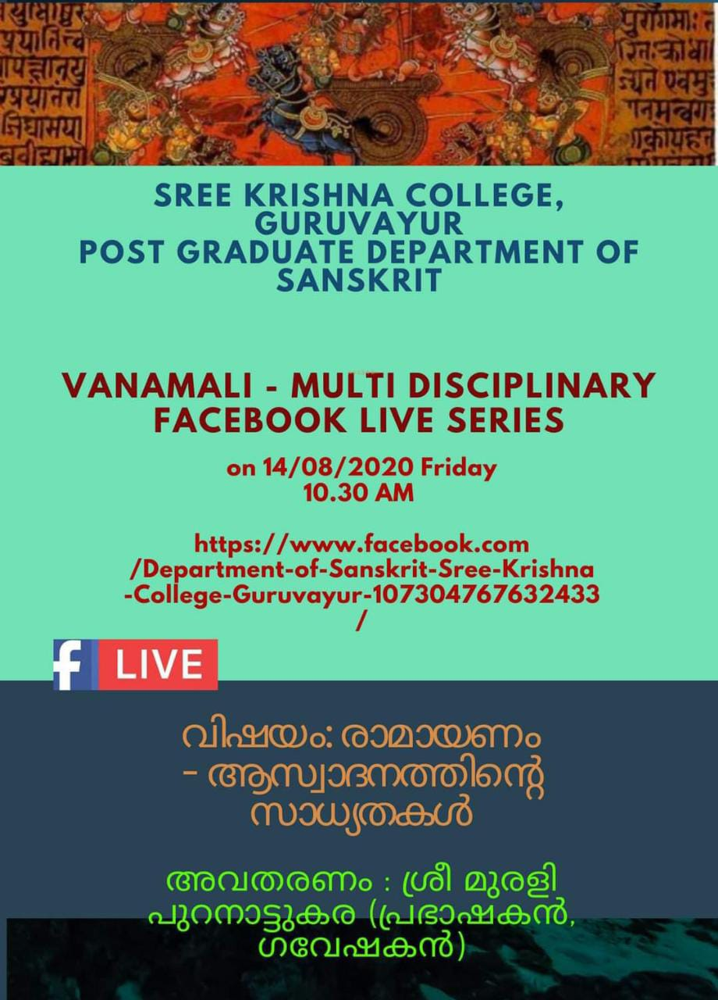 SREE KRISHNA COLLEGE,
GURUVAYUR
POST GRADUATE DEPARTMENT OF
SANSKRIT
VANAMALI - MULTI DISCIPLINARY
FACEBOOK LIVE SERIES
on 14/08/2020 Friday
10.30 AM
https://www.facebook.com
/Department-of-Sanskrit-Sree-Krishna
-College-Guruvayur-107304767632433
/
f LIVE
വിഷയം: രാമായണം
- ആസ്വാദനത്തിന്റെ
സാധ്യതകൾ
അവതരണം : ശ്രീ മുരളി
പുറനാട്ടുകര (പ്രഭാഷകൻ,
ഗവേഷകൻ)